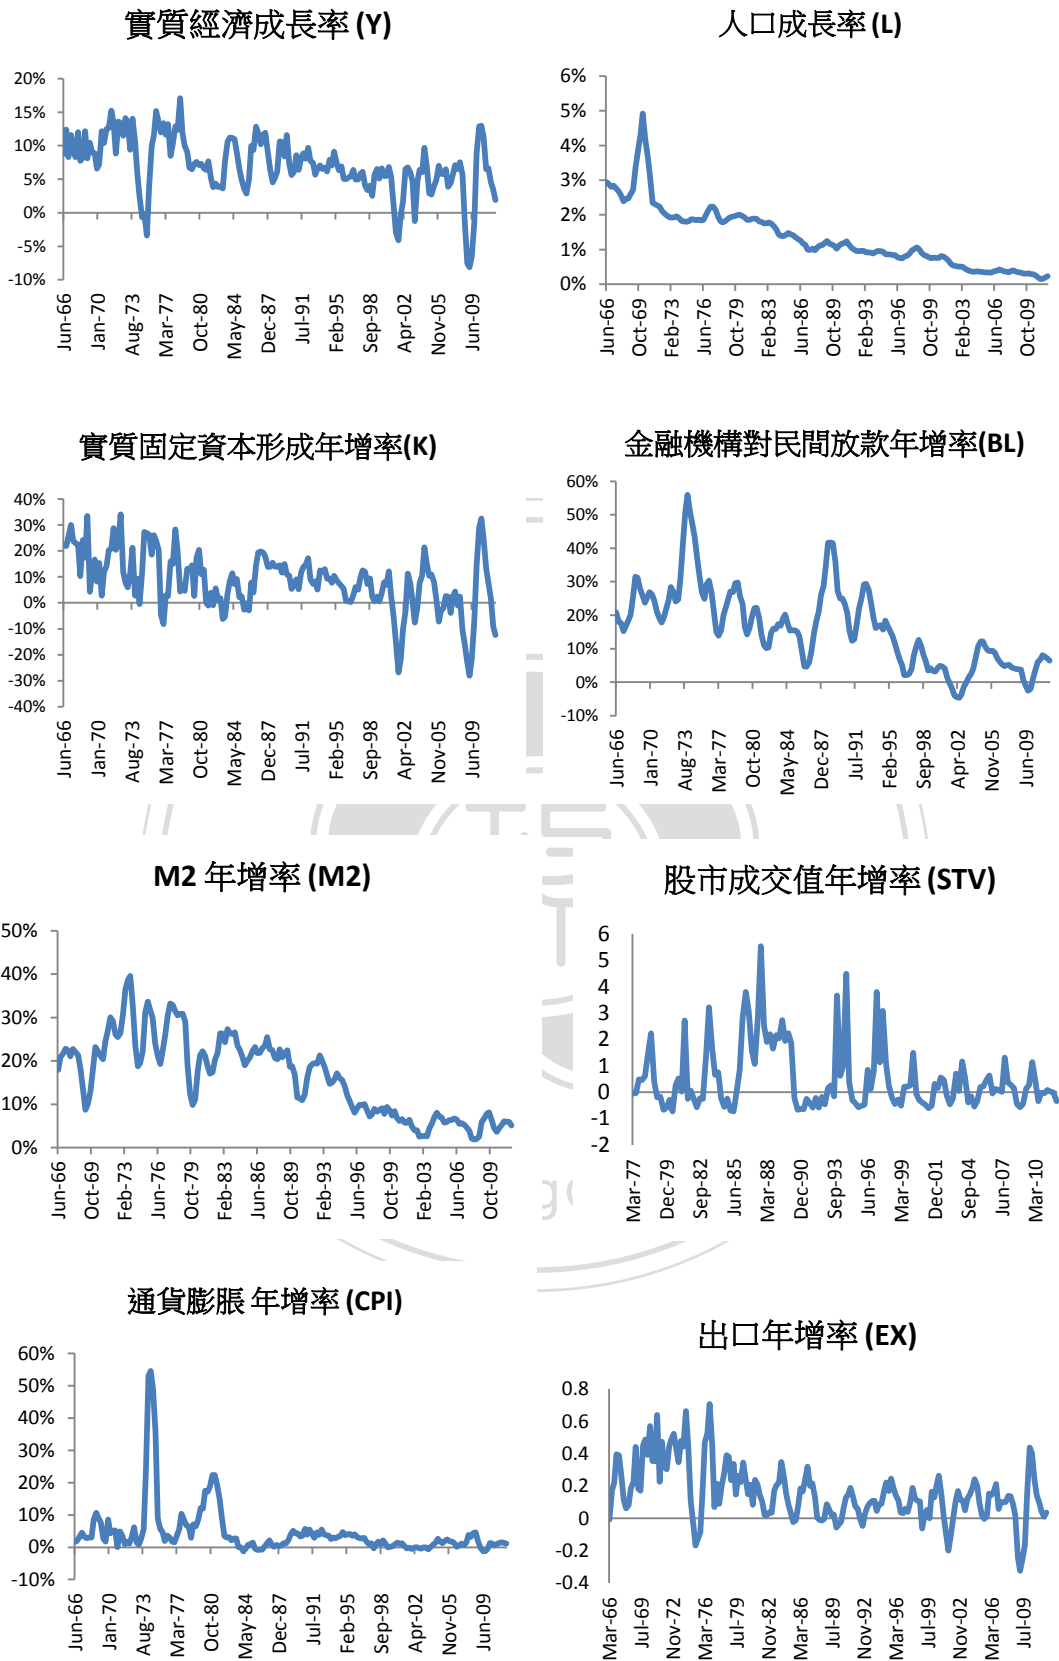 實質經濟成長率 (Y)
20%
15%
10%
5%
0%
-5%
-10%
Jun-66
Jan-70
Aug-73
Mar-77
Oct-80
May-84
Dec-87
Jul-91
Feb-95
Sep-98
Apr-02
Nov-05
Jun-09
人口成長率 (L)
6%
5%
4%
3%
2%
1%
0%
Jun-66
Oct-69
Feb-73
Jun-76
Oct-79
Feb-83
Jun-86
Oct-89
Feb-93
Jun-96
Oct-99
Feb-03
Jun-06
Oct-09
實質固定資本形成年增率(K)
40%
30%
20%
10%
0%
-10%
-20%
-30%
-40%
Jun-66
Jan-70
Aug-73
Mar-77
Oct-80
May-84
Dec-87
Jul-91
Feb-95
Sep-98
Apr-02
Nov-05
Jun-09
金融機構對民間放款年增率(BL)
60%
50%
40%
30%
20%
10%
0%
-10%
Jun-66
Jan-70
Aug-73
Mar-77
Oct-80
May-84
Dec-87
Jul-91
Feb-95
Sep-98
Apr-02
Nov-05
Jun-09
M2 年增率 (M2)
50%
40%
30%
20%
10%
0%
Jun-66
Oct-69
Feb-73
Jun-76
Oct-79
Feb-83
Jun-86
Oct-89
Feb-93
Jun-96
Oct-99
Feb-03
Jun-06
Oct-09
股市成交值年增率 (STV)
6
5
4
3
2
1
0
-1
-2
Mar-77
Dec-79
Sep-82
Jun-85
Mar-88
Dec-90
Sep-93
Jun-96
Mar-99
Dec-01
Sep-04
Jun-07
Mar-10
通貨膨脹 年增率 (CPI)
60%
50%
40%
30%
20%
10%
0%
-10%
Jun-66
Jan-70
Aug-73
Mar-77
Oct-80
May-84
Dec-87
Jul-91
Feb-95
Sep-98
Apr-02
Nov-05
Jun-09
出口年增率 (EX)
0.8
0.6
0.4
0.2
0
-0.2
-0.4
Mar-66
Jul-69
Nov-72
Mar-76
Jul-79
Nov-82
Mar-86
Jul-89
Nov-92
Mar-96
Jul-99
Nov-02
Mar-06
Jul-09